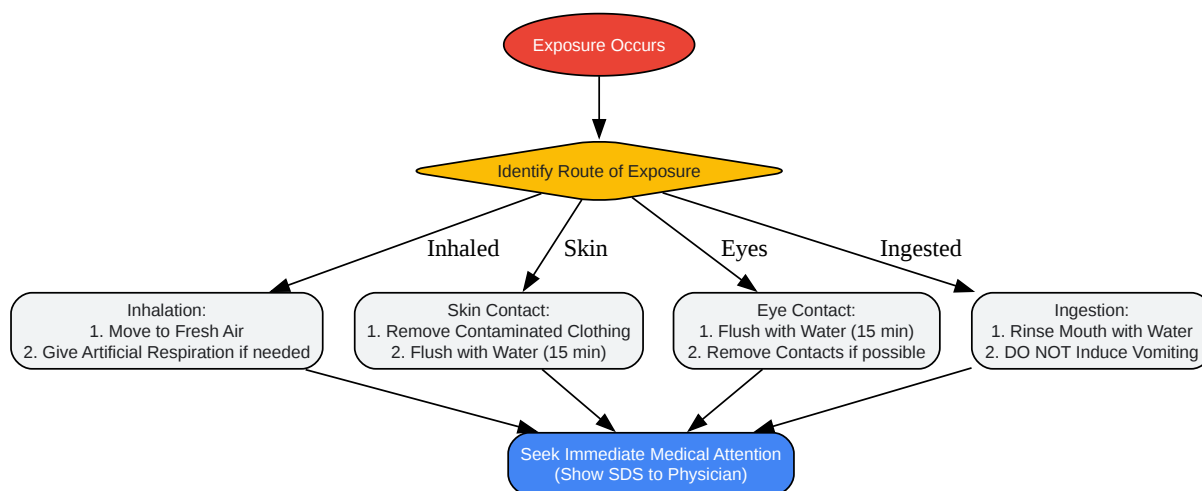 Exposure Occurs
Identify Route of Exposure
Inhaled
Skin
Eyes
Ingested
Inhalation:
1. Move to Fresh Air
2. Give Artificial Respiration if needed
Skin Contact:
1. Remove Contaminated Clothing
2. Flush with Water (15 min)
Eye Contact:
1. Flush with Water (15 min)
2. Remove Contacts if possible
Ingestion:
1. Rinse Mouth with Water
2. DO NOT Induce Vomiting
Seek Immediate Medical Attention
(Show SDS to Physician)